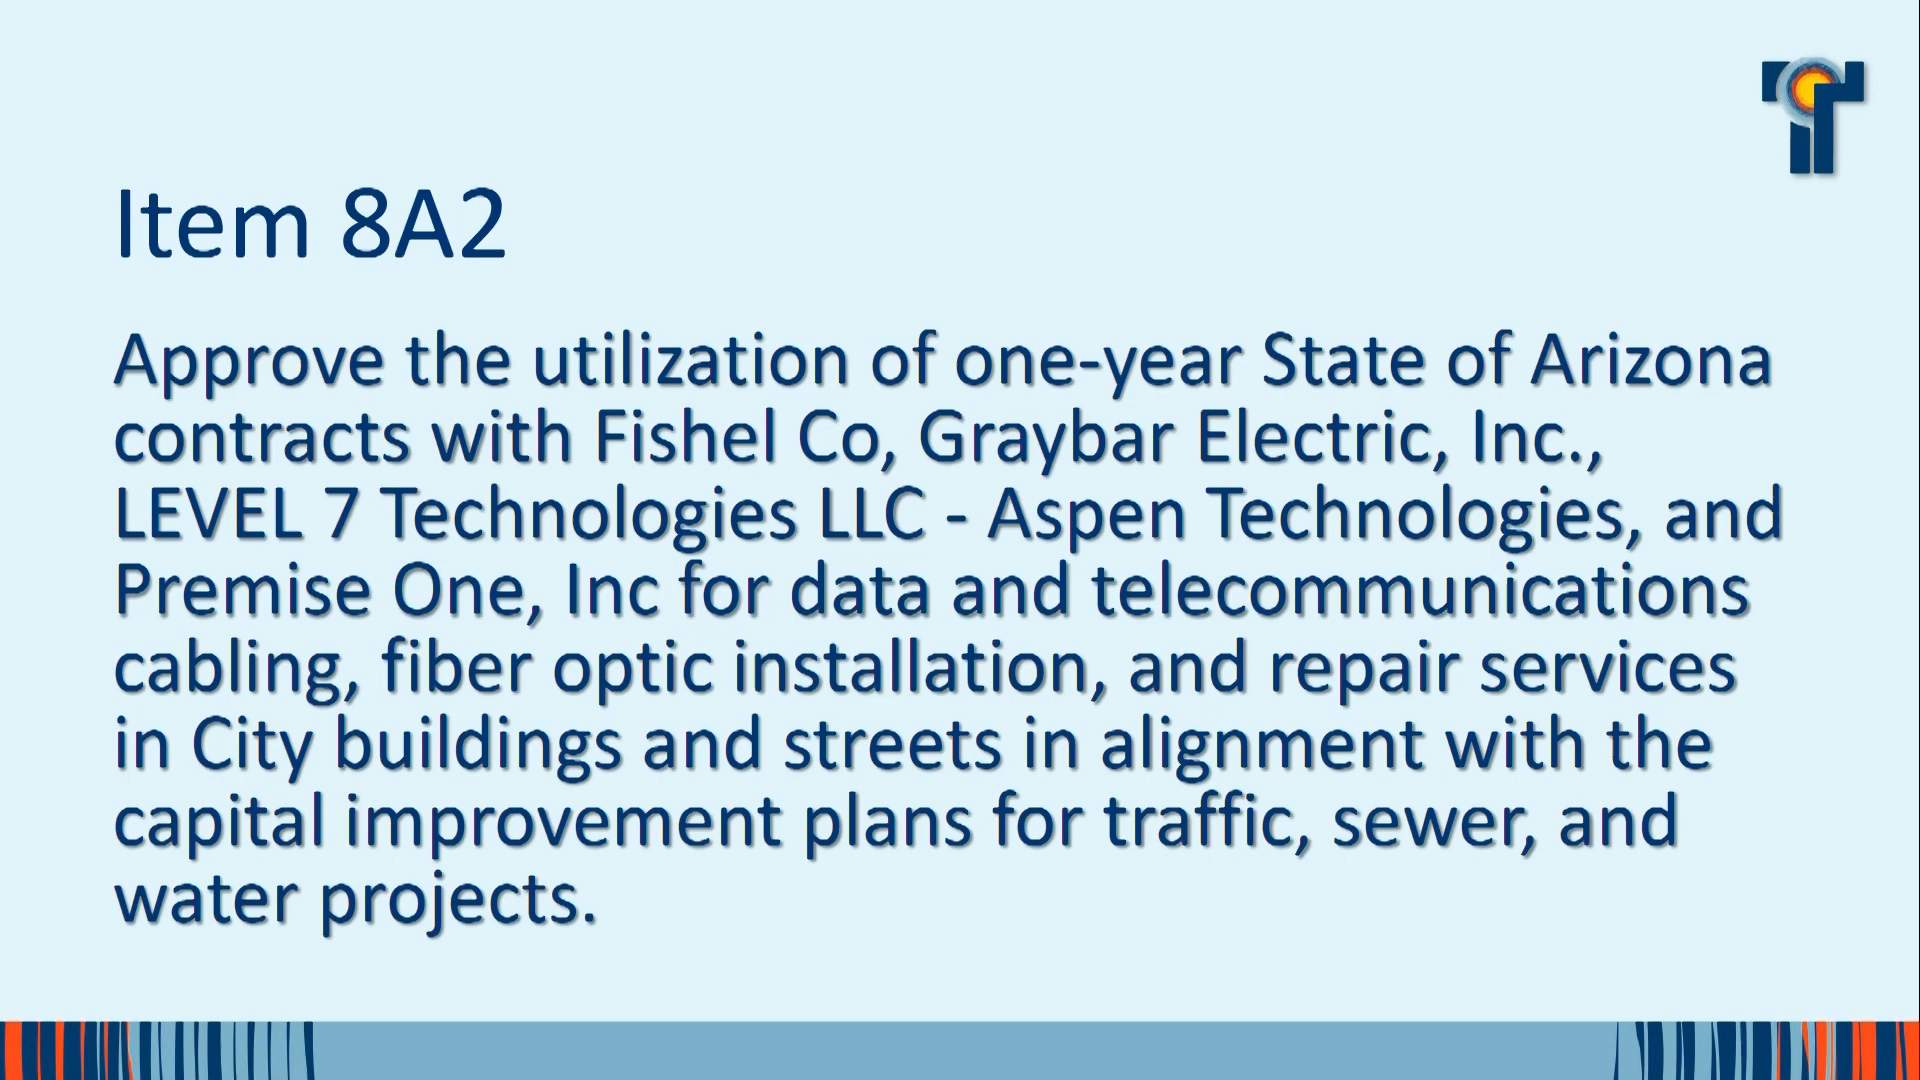 Item 8A2
Approve the utilization of one-year State of Arizona
contracts with Fishel Co, Graybar Electric, Inc.,
LEVEL 7 Technologies LLC - Aspen Technologies, and
Premise One, Inc for data and telecommunications
cabling, fiber optic installation, and repair services
in City buildings and streets in alignment with the
capital improvement plans for traffic, sewer, and
water projects.